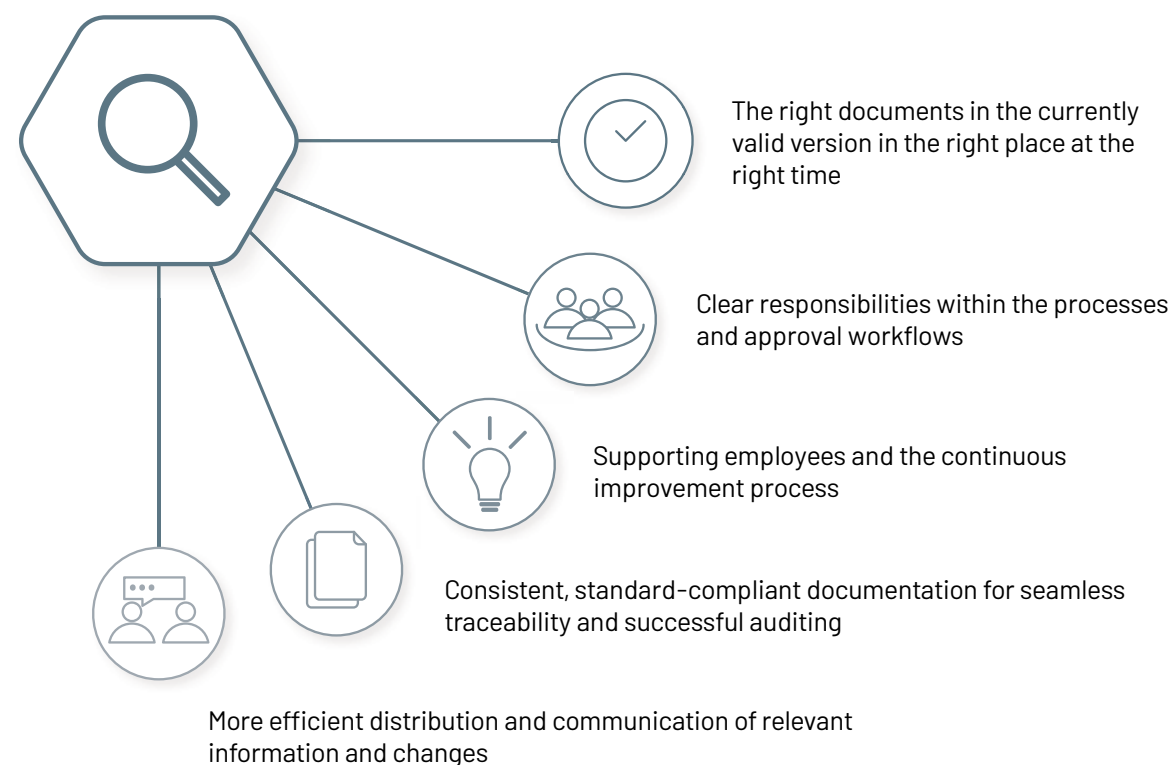 The right documents in the currently
valid version in the right place at the
right time
Clear responsibilities within the processes
and approval workflows
Supporting employees and the continuous
improvement process
Consistent, standard-compliant documentation for seamless
traceability and successful auditing
More efficient distribution and communication of relevant
information and changes